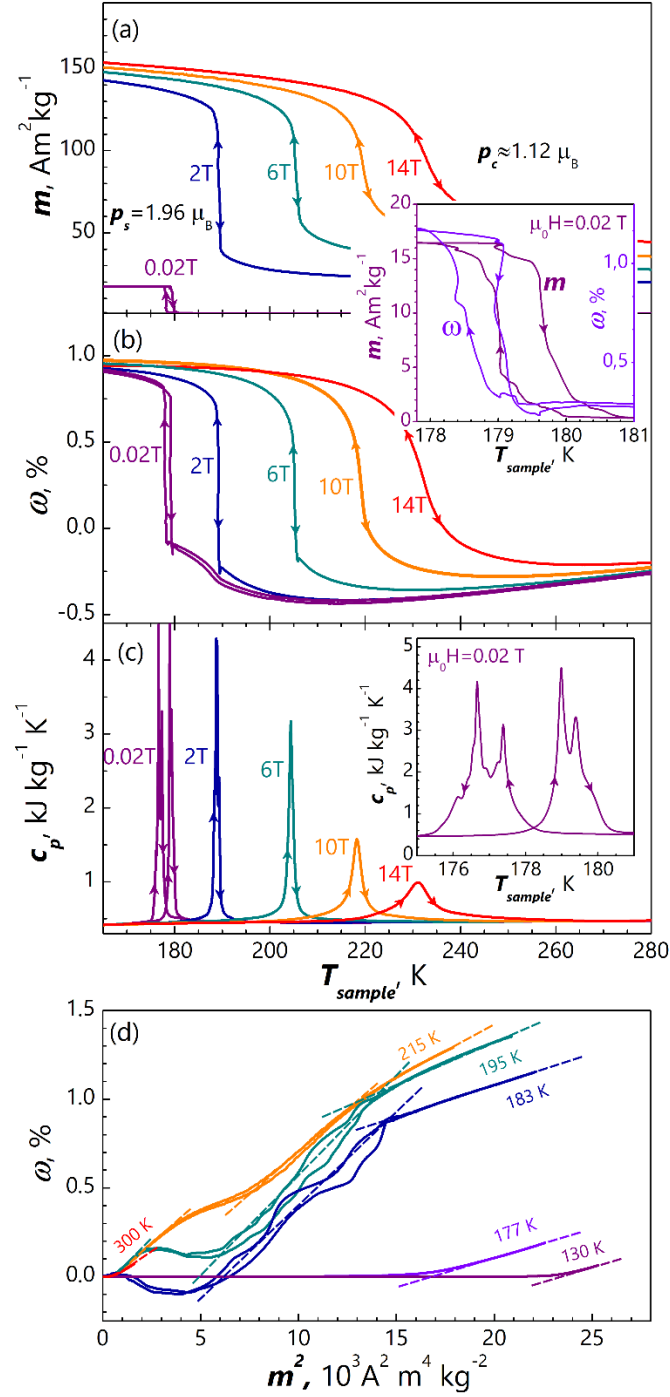 (a)
150
100
50
m, Am²kg⁻¹
2T
6T
10T
14T
p_c≈1.12 μ_B
p_s=1.96 μ_B
0.02T
μ₀H=0.02 T
20
15
10
5
0
m, Am²kg⁻¹
m
ω
1,0
0,5
ω, %
178 179 180 181
T_sample, K
(b)
1.0
0.5
0.0
-0.5
ω, %
0.02T
2T
6T
10T
14T
(c)
4
3
2
1
c_p, kJ kg⁻¹ K⁻¹
0.02T
2T
6T
10T
14T
μ₀H=0.02 T
5
4
3
2
1
0
c_p, kJ kg⁻¹ K⁻¹
176 178 180
T_sample, K
180 200 220 240 260 280
T_sample, K
(d)
1.5
1.0
0.5
0.0
ω, %
215 K
195 K
183 K
300 K
177 K
130 K
0 5 10 15 20 25
m², 10³A² m⁴ kg⁻²